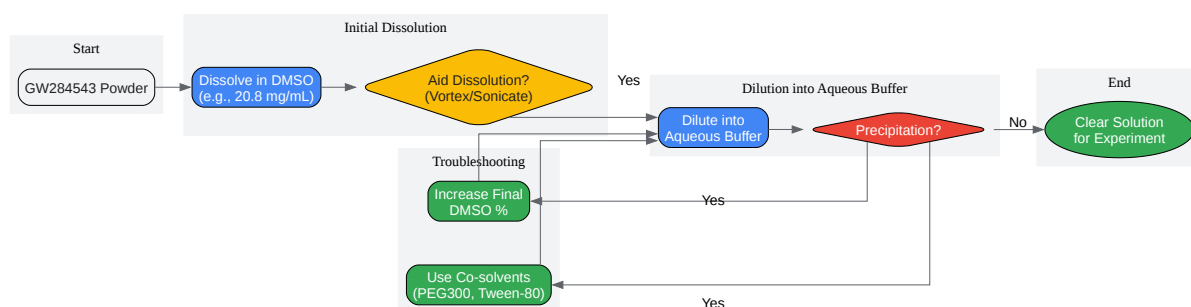 Start
GW284543 Powder
Initial Dissolution
Dissolve in DMSO
(e.g., 20.8 mg/mL)
Aid Dissolution?
(Vortex/Sonicate)
Yes
Dilution into Aqueous Buffer
Dilute into
Aqueous Buffer
Precipitation?
No
End
Clear Solution
for Experiment
Troubleshooting
Increase Final
DMSO %
Yes
Use Co-solvents
(PEG300, Tween-80)
Yes